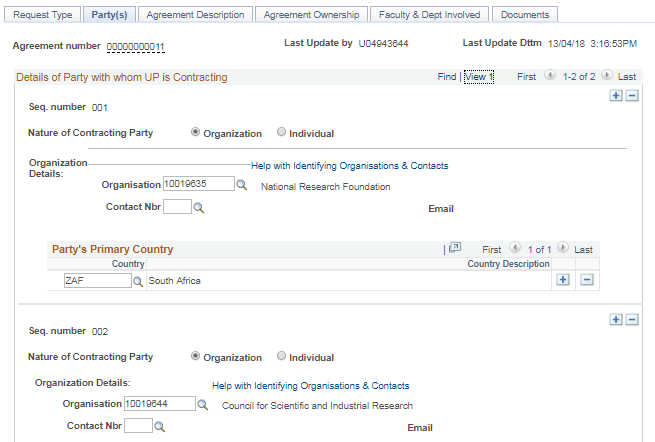 Request Type Party(s) Agreement Description Agreement Ownership Faculty & Dept Involved Documents
Agreement number 00000000011 Last Update by U04943644 Last Update Dttm 13/04/18 3:16:53PM
Details of Party with whom UP is Contracting Find | View 1 First 1-2 of 2 Last
Seq. number 001
Nature of Contracting Party Organization Individual
Organization
Details:
Help with Identifying Organisations & Contacts
Organisation 10019635 National Research Foundation
Contact Nbr Email
Party's Primary Country | First 1 of 1 Last
Country Country Description
ZAF South Africa
Seq. number 002
Nature of Contracting Party Organization Individual
Organization Details: Help with Identifying Organisations & Contacts
Organisation 10019644 Council for Scientific and Industrial Research
Contact Nbr Email